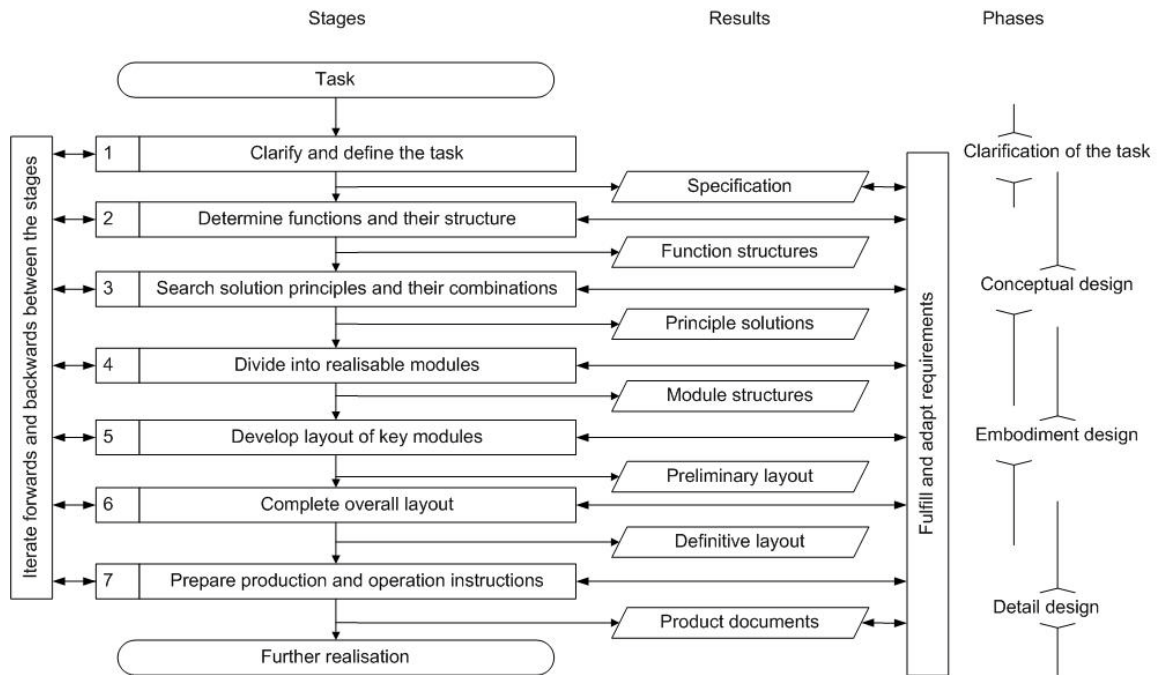 Stages
Results
Phases
Task
Iterate forwards and backwards between the stages
1
Clarify and define the task
Clarification of the task
Specification
2
Determine functions and their structure
Function structures
3
Search solution principles and their combinations
Conceptual design
Principle solutions
4
Divide into realisable modules
Module structures
5
Develop layout of key modules
Embodiment design
Preliminary layout
6
Complete overall layout
Definitive layout
7
Prepare production and operation instructions
Detail design
Product documents
Fulfill and adapt requirements
Further realisation